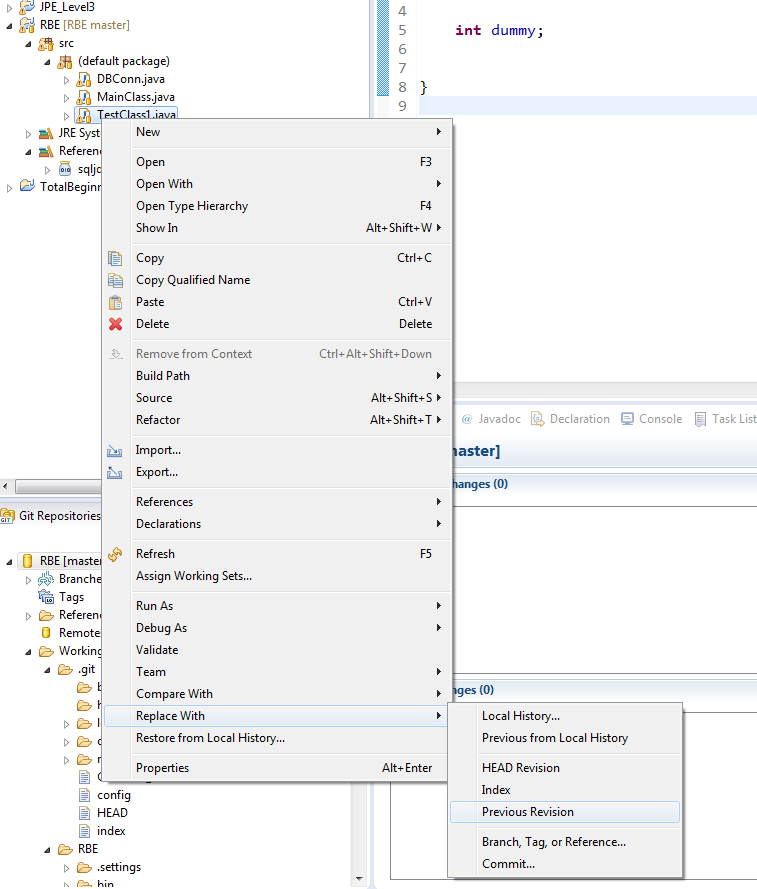 JPE_Level3
RBE [RBE master]
src
(default package)
DBConn.java
MainClass.java
TestClass1.java
JRE Syst
Referen
sqljd
TotalBeginn
4
5 int dummy;
6
7
8 }
9
New
Open F3
Open With
Open Type Hierarchy F4
Show In Alt+Shift+W
Copy Ctrl+C
Copy Qualified Name
Paste Ctrl+V
Delete Delete
Remove from Context Ctrl+Alt+Shift+Down
Build Path
Source Alt+Shift+S
Refactor Alt+Shift+T
Import...
Export...
References
Declarations
Refresh F5
Assign Working Sets...
Run As
Debug As
Validate
Team
Compare With
Replace With
Restore from Local History...
Properties Alt+Enter
Local History...
Previous from Local History
HEAD Revision
Index
Previous Revision
Branch, Tag, or Reference...
Commit...
@ Javadoc Declaration Console Task List
master]
hanges (0)
nges (0)
Git Repositories
RBE [master
Branche
Tags
Referen
Remote
Working
.git
config
HEAD
index
RBE
.settings
bin